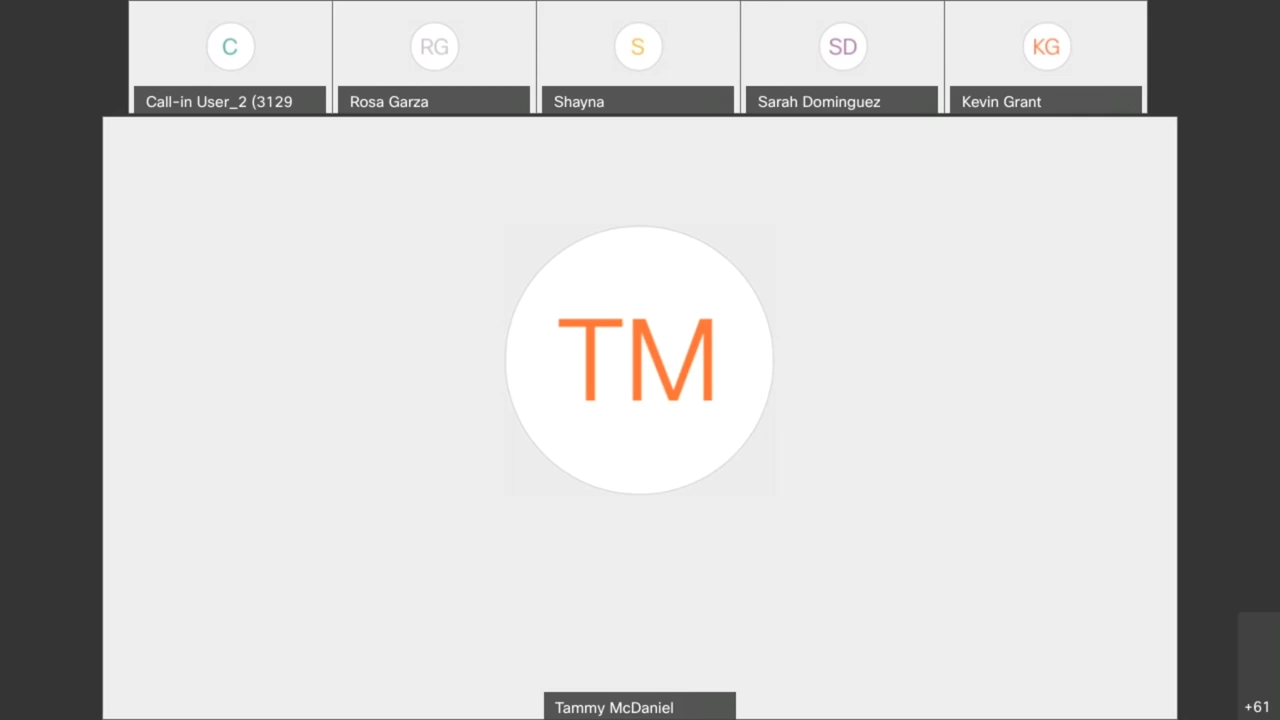 C
RG
S
SD
KG
Call-in User_2 (3129
Rosa Garza
Shayna
Sarah Dominguez
Kevin Grant
TM
Tammy McDaniel
+61